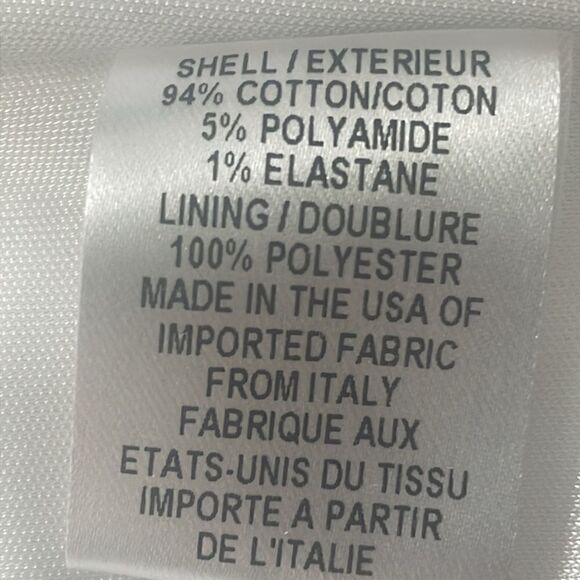 SHELL / EXTERIEUR
94% COTTON/COTON
5% POLYAMIDE
1% ELASTANE
LINING / DOUBLURE
100% POLYESTER
MADE IN THE USA OF
IMPORTED FABRIC
FROM ITALY
FABRIQUE AUX
ETATS-UNIS DU TISSU
IMPORTE A PARTIR
DE L'ITALIE